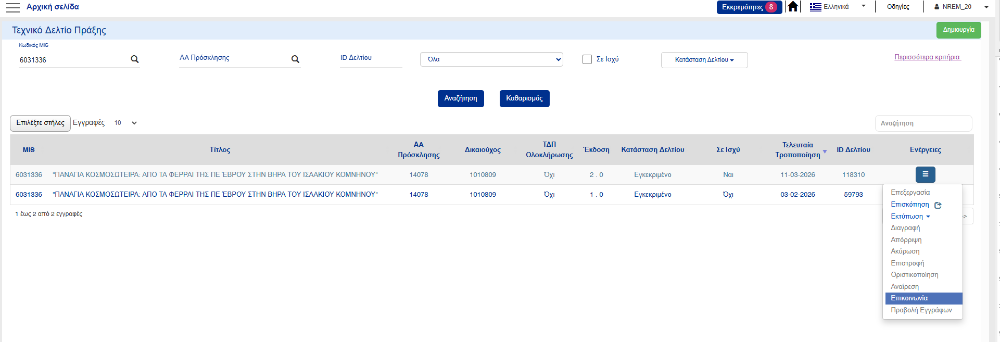 Αρχική σελίδα
Εκκρεμότητες 8
Ελληνικά
Οδηγίες
NREM_20
Τεχνικό Δελτίο Πράξης
Δημιουργία
Κωδικός MIS
6031336
ΑΑ Πρόσκλησης
ID Δελτίου
Όλα
Σε Ισχύ
Κατάσταση Δελτίου
Περισσότερα κριτήρια
Αναζήτηση
Καθαρισμός
Επιλέξτε στήλες
Εγγραφές 10
Αναζήτηση
MIS Τίτλος ΑΑ Πρόσκλησης Δικαιούχος ΤΔΠ Ολοκλήρωσης Έκδοση Κατάσταση Δελτίου Σε Ισχύ Τελευταία Τροποποίηση ID Δελτίου Ενέργειες
6031336 "ΠΑΝΑΓΙΑ ΚΟΣΜΟΣΩΤΕΙΡΑ: ΑΠΟ ΤΑ ΦΕΡΡΑΙ ΤΗΣ ΠΕ ΈΒΡΟΥ ΣΤΗΝ ΒΗΡΑ ΤΟΥ ΙΣΑΑΚΙΟΥ ΚΟΜΝΗΝΟΥ" 14078 1010809 Όχι 2 . 0 Εγκεκριμένο Ναι 11-03-2026 118310
6031336 "ΠΑΝΑΓΙΑ ΚΟΣΜΟΣΩΤΕΙΡΑ: ΑΠΟ ΤΑ ΦΕΡΡΑΙ ΤΗΣ ΠΕ ΈΒΡΟΥ ΣΤΗΝ ΒΗΡΑ ΤΟΥ ΙΣΑΑΚΙΟΥ ΚΟΜΝΗΝΟΥ" 14078 1010809 Όχι 1 . 0 Εγκεκριμένο Όχι 03-02-2026 59793
1 έως 2 από 2 εγγραφές
Επεξεργασία
Επισκόπηση
Εκτύπωση
Διαγραφή
Απόρριψη
Ακύρωση
Επιστροφή
Οριστικοποίηση
Αναίρεση
Επικοινωνία
Προβολή Εγγράφων